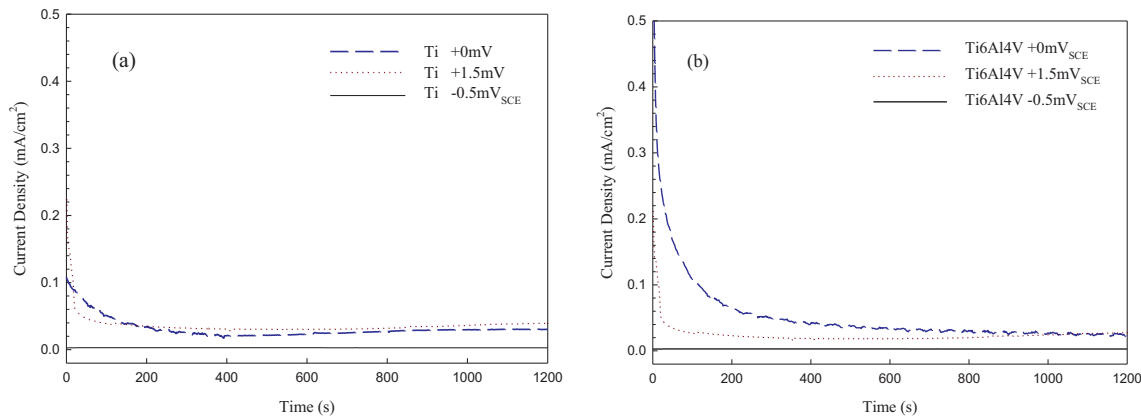 (a)
Ti +0mV
Ti +1.5mV
Ti -0.5mV_SCE
0.5
0.4
0.3
0.2
0.1
0.0
Current Density (mA/cm²)
0 200 400 600 800 1000 1200
Time (s)
(b)
Ti6Al4V +0mV_SCE
Ti6Al4V +1.5mV_SCE
Ti6Al4V -0.5mV_SCE
0.5
0.4
0.3
0.2
0.1
0.0
Current Density (mA/cm²)
0 200 400 600 800 1000 1200
Time (s)